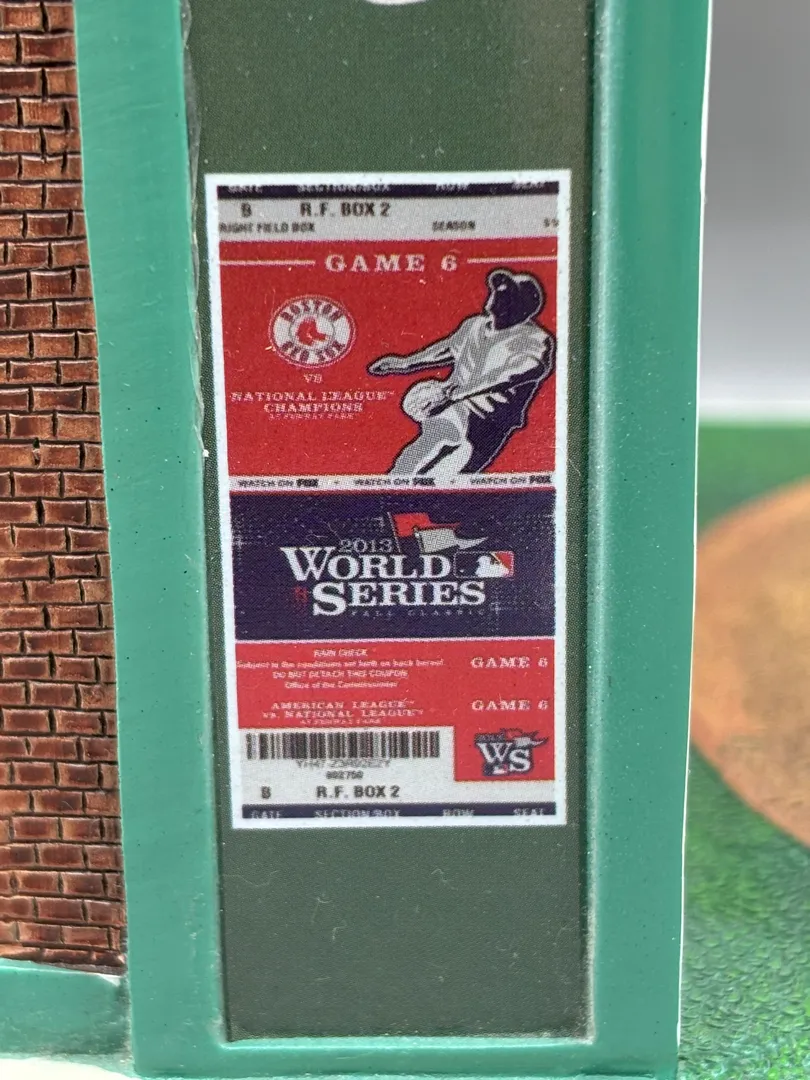 GATE SECTION/BOX ROW SEAT
B R.F. BOX 2
RIGHT FIELD BOX SEASON
GAME 6
BOSTON
RED SOX
VS
NATIONAL LEAGUE™
CHAMPIONS
AT FENWAY PARK
WATCH ON FOX • WATCH ON FOX • WATCH ON FOX
2013
WORLD
SERIES
FALL CLASSIC
RAIN CHECK
Subject to the conditions set forth on back hereof
DO NOT DETACH THIS COUPON
Office of the Commissioner
GAME 6
AMERICAN LEAGUE™
vs. NATIONAL LEAGUE™
AT FENWAY PARK
GAME 6
WS
B R.F. BOX 2
GATE SECTION/BOX ROW SEAT